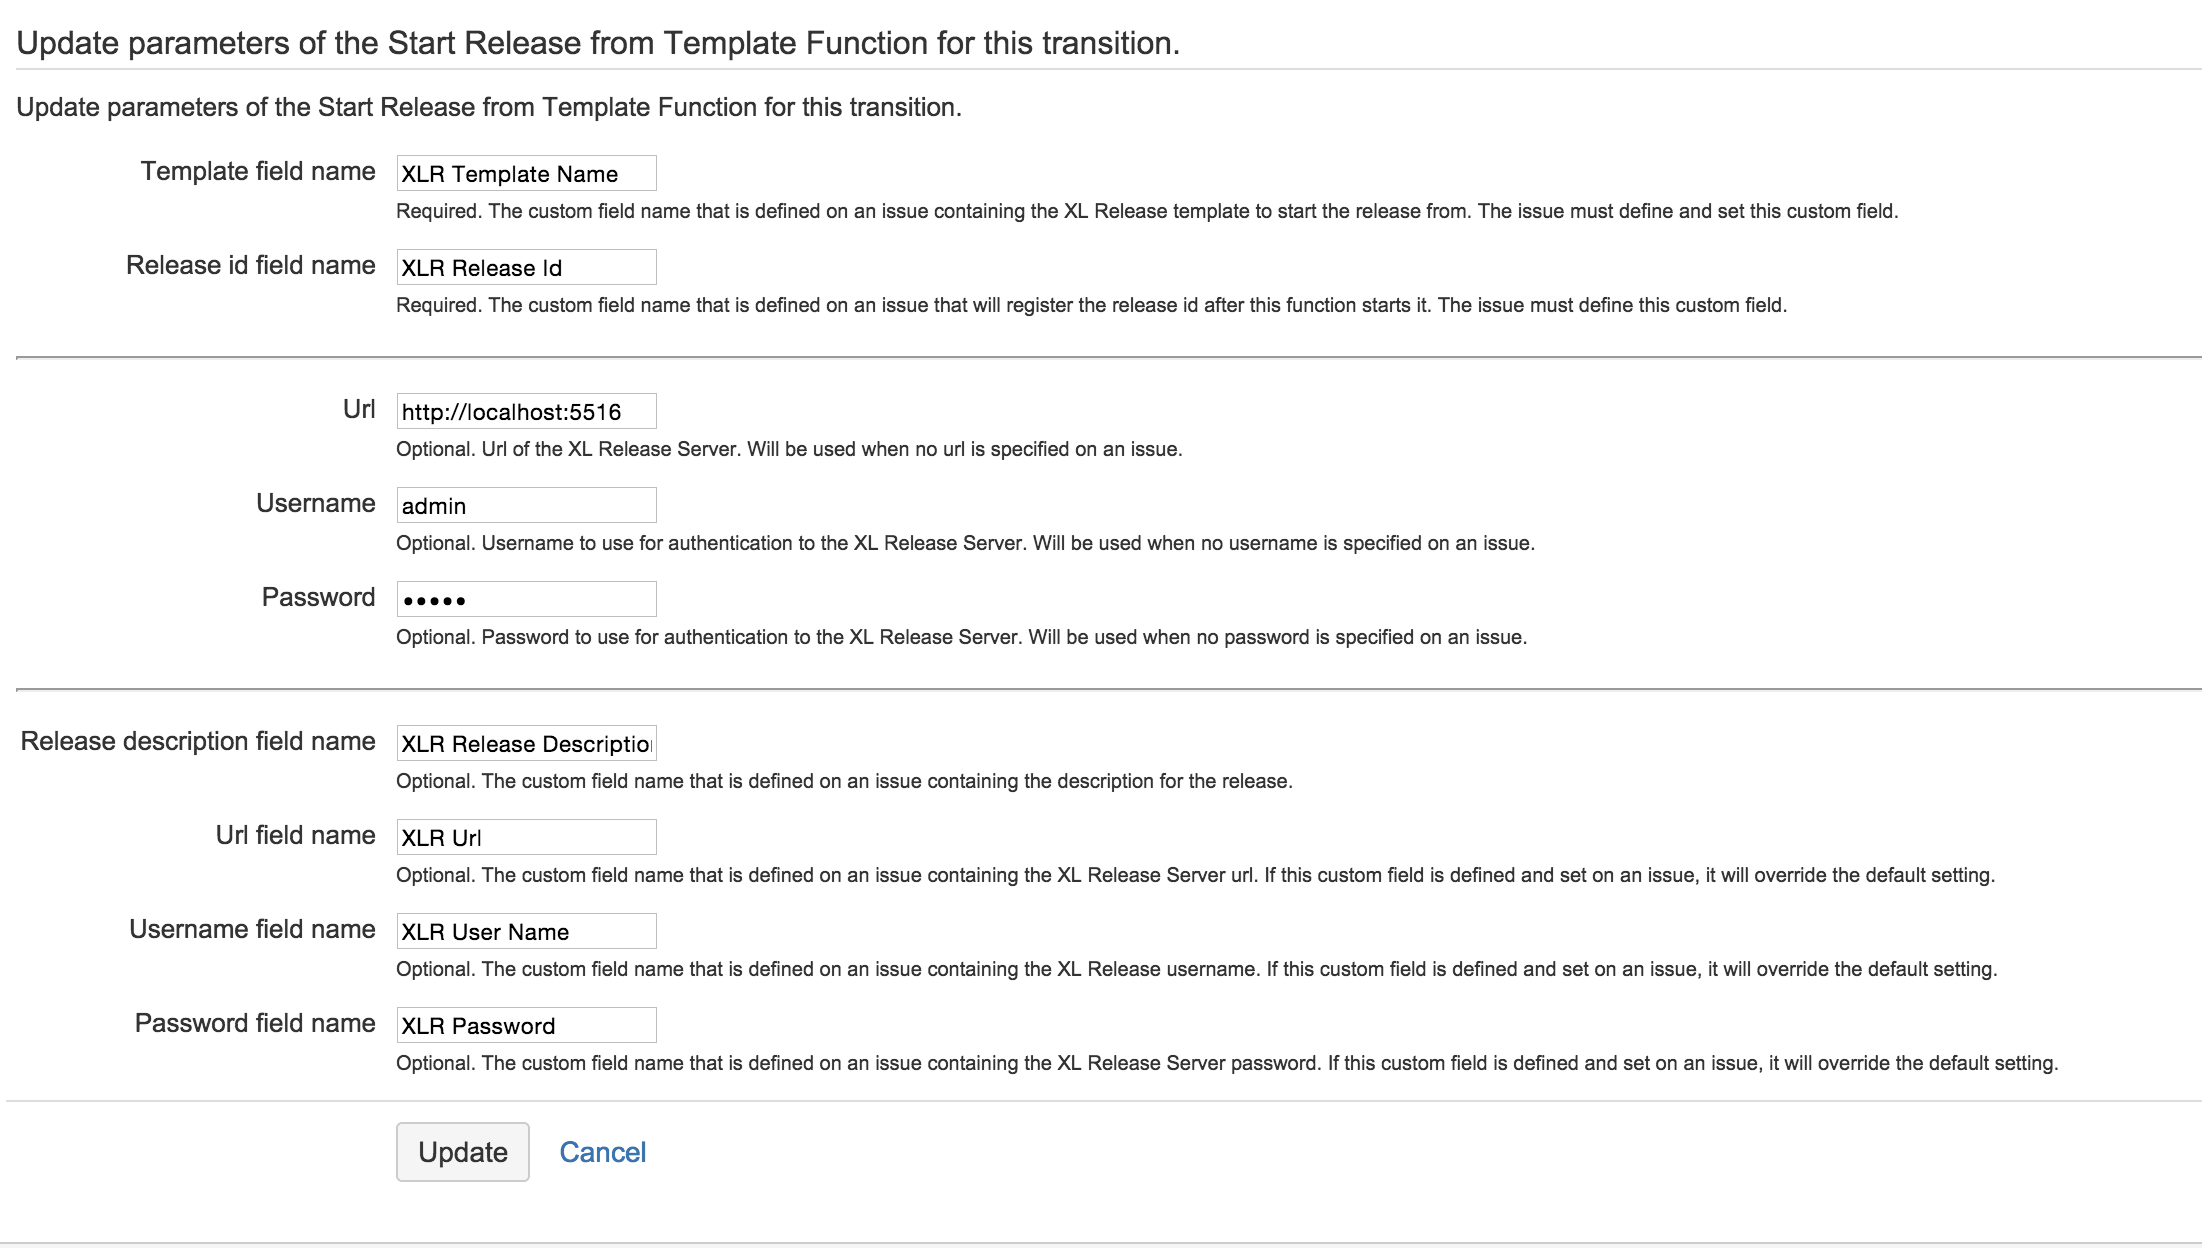 Update parameters of the Start Release from Template Function for this transition.
Update parameters of the Start Release from Template Function for this transition.
Template field name XLR Template Name
Required. The custom field name that is defined on an issue containing the XL Release template to start the release from. The issue must define and set this custom field.
Release id field name XLR Release Id
Required. The custom field name that is defined on an issue that will register the release id after this function starts it. The issue must define this custom field.
Url http://localhost:5516
Optional. Url of the XL Release Server. Will be used when no url is specified on an issue.
Username admin
Optional. Username to use for authentication to the XL Release Server. Will be used when no username is specified on an issue.
Password •••••
Optional. Password to use for authentication to the XL Release Server. Will be used when no password is specified on an issue.
Release description field name XLR Release Descriptio
Optional. The custom field name that is defined on an issue containing the description for the release.
Url field name XLR Url
Optional. The custom field name that is defined on an issue containing the XL Release Server url. If this custom field is defined and set on an issue, it will override the default setting.
Username field name XLR User Name
Optional. The custom field name that is defined on an issue containing the XL Release username. If this custom field is defined and set on an issue, it will override the default setting.
Password field name XLR Password
Optional. The custom field name that is defined on an issue containing the XL Release Server password. If this custom field is defined and set on an issue, it will override the default setting.
Update Cancel